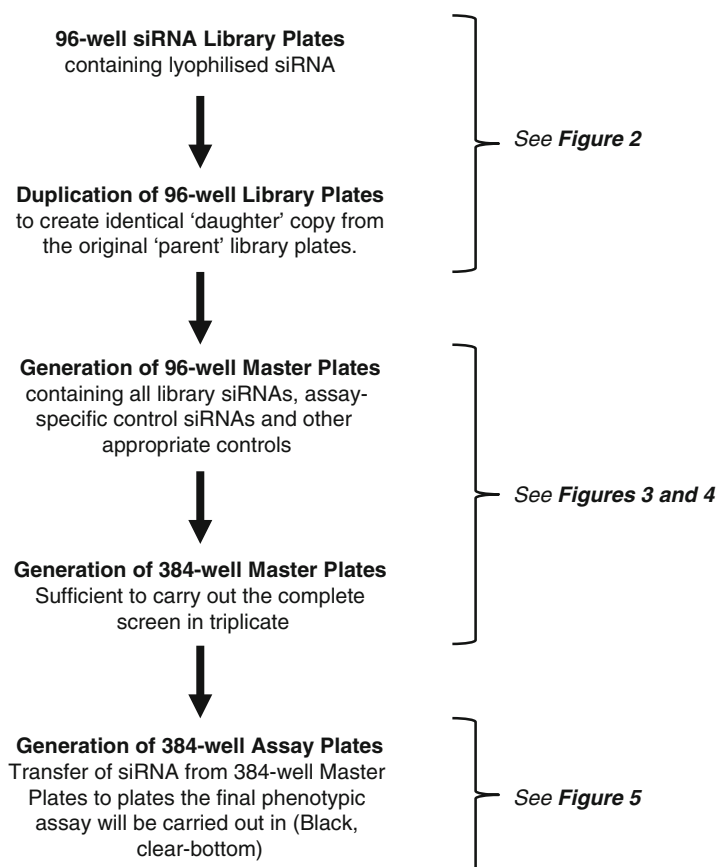 96-well siRNA Library Plates
containing lyophilised siRNA
See Figure 2
Duplication of 96-well Library Plates
to create identical ‘daughter’ copy from
the original ‘parent’ library plates.
Generation of 96-well Master Plates
containing all library siRNAs, assay-
specific control siRNAs and other
appropriate controls
See Figures 3 and 4
Generation of 384-well Master Plates
Sufficient to carry out the complete
screen in triplicate
Generation of 384-well Assay Plates
Transfer of siRNA from 384-well Master
Plates to plates the final phenotypic
assay will be carried out in (Black,
clear-bottom)
See Figure 5